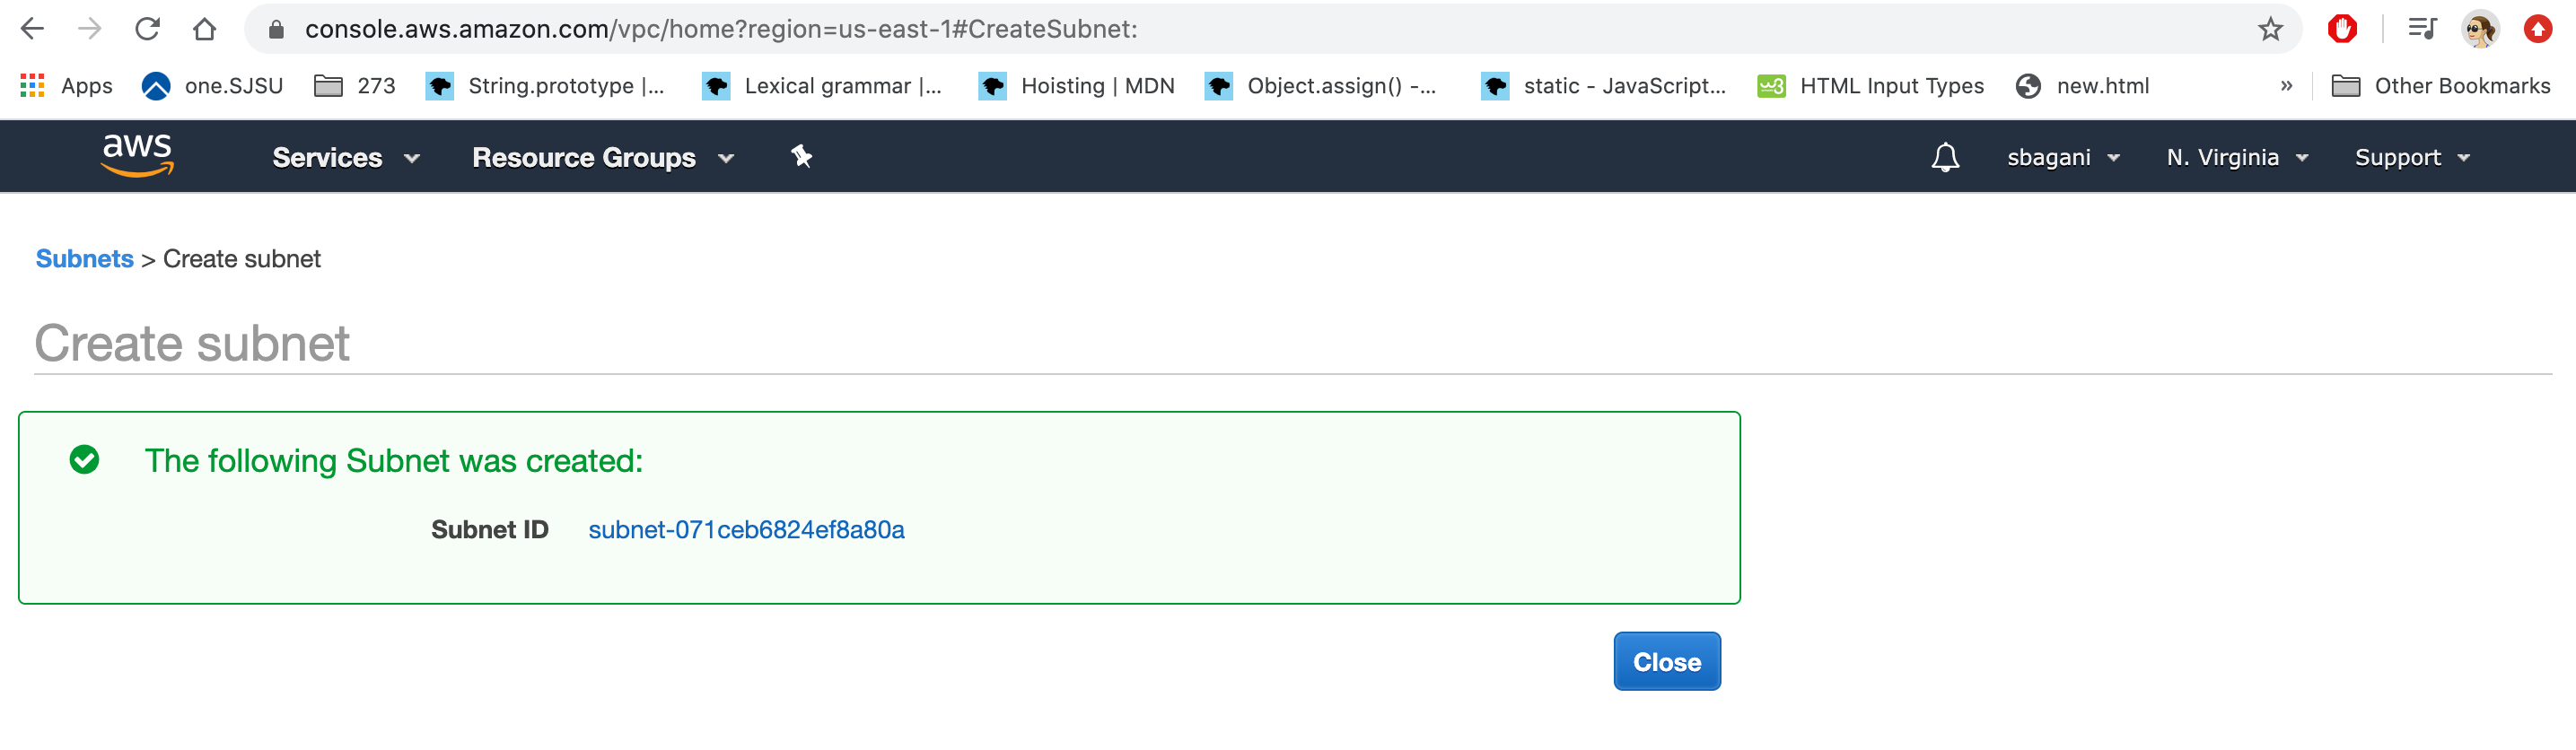 console.aws.amazon.com/vpc/home?region=us-east-1#CreateSubnet:
Apps one.SJSU 273 String.prototype |... Lexical grammar |... Hoisting | MDN Object.assign() -... static - JavaScript... w3 HTML Input Types new.html » Other Bookmarks
aws Services Resource Groups sbagani N. Virginia Support
Subnets > Create subnet
Create subnet
The following Subnet was created:
Subnet ID subnet-071ceb6824ef8a80a
Close